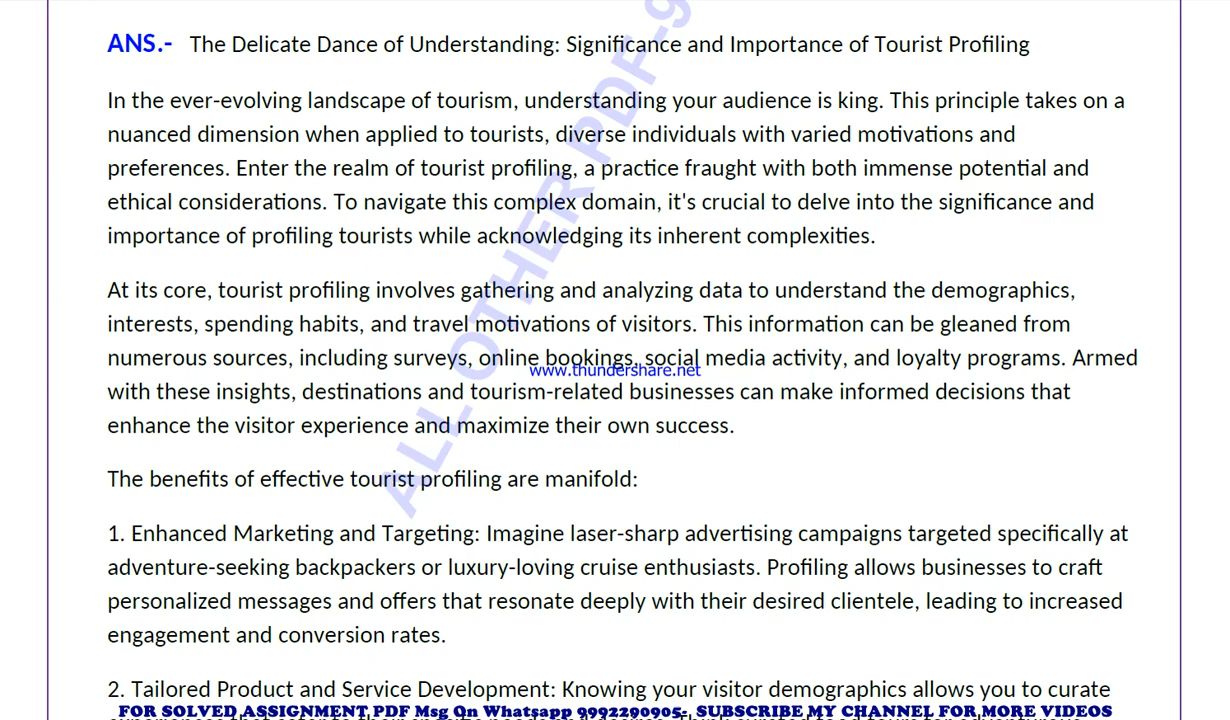 ANS.- The Delicate Dance of Understanding: Significance and Importance of Tourist Profiling
In the ever-evolving landscape of tourism, understanding your audience is king. This principle takes on a
nuanced dimension when applied to tourists, diverse individuals with varied motivations and
preferences. Enter the realm of tourist profiling, a practice fraught with both immense potential and
ethical considerations. To navigate this complex domain, it's crucial to delve into the significance and
importance of profiling tourists while acknowledging its inherent complexities.
At its core, tourist profiling involves gathering and analyzing data to understand the demographics,
interests, spending habits, and travel motivations of visitors. This information can be gleaned from
numerous sources, including surveys, online bookings, social media activity, and loyalty programs. Armed
www.thundershare.net
with these insights, destinations and tourism-related businesses can make informed decisions that
enhance the visitor experience and maximize their own success.
The benefits of effective tourist profiling are manifold:
1. Enhanced Marketing and Targeting: Imagine laser-sharp advertising campaigns targeted specifically at
adventure-seeking backpackers or luxury-loving cruise enthusiasts. Profiling allows businesses to craft
personalized messages and offers that resonate deeply with their desired clientele, leading to increased
engagement and conversion rates.
2. Tailored Product and Service Development: Knowing your visitor demographics allows you to curate
FOR SOLVED ASSIGNMENT PDF Msg On Whatsapp 9992290905-, SUBSCRIBE MY CHANNEL FOR MORE VIDEOS
ALL OTHER PDF-9